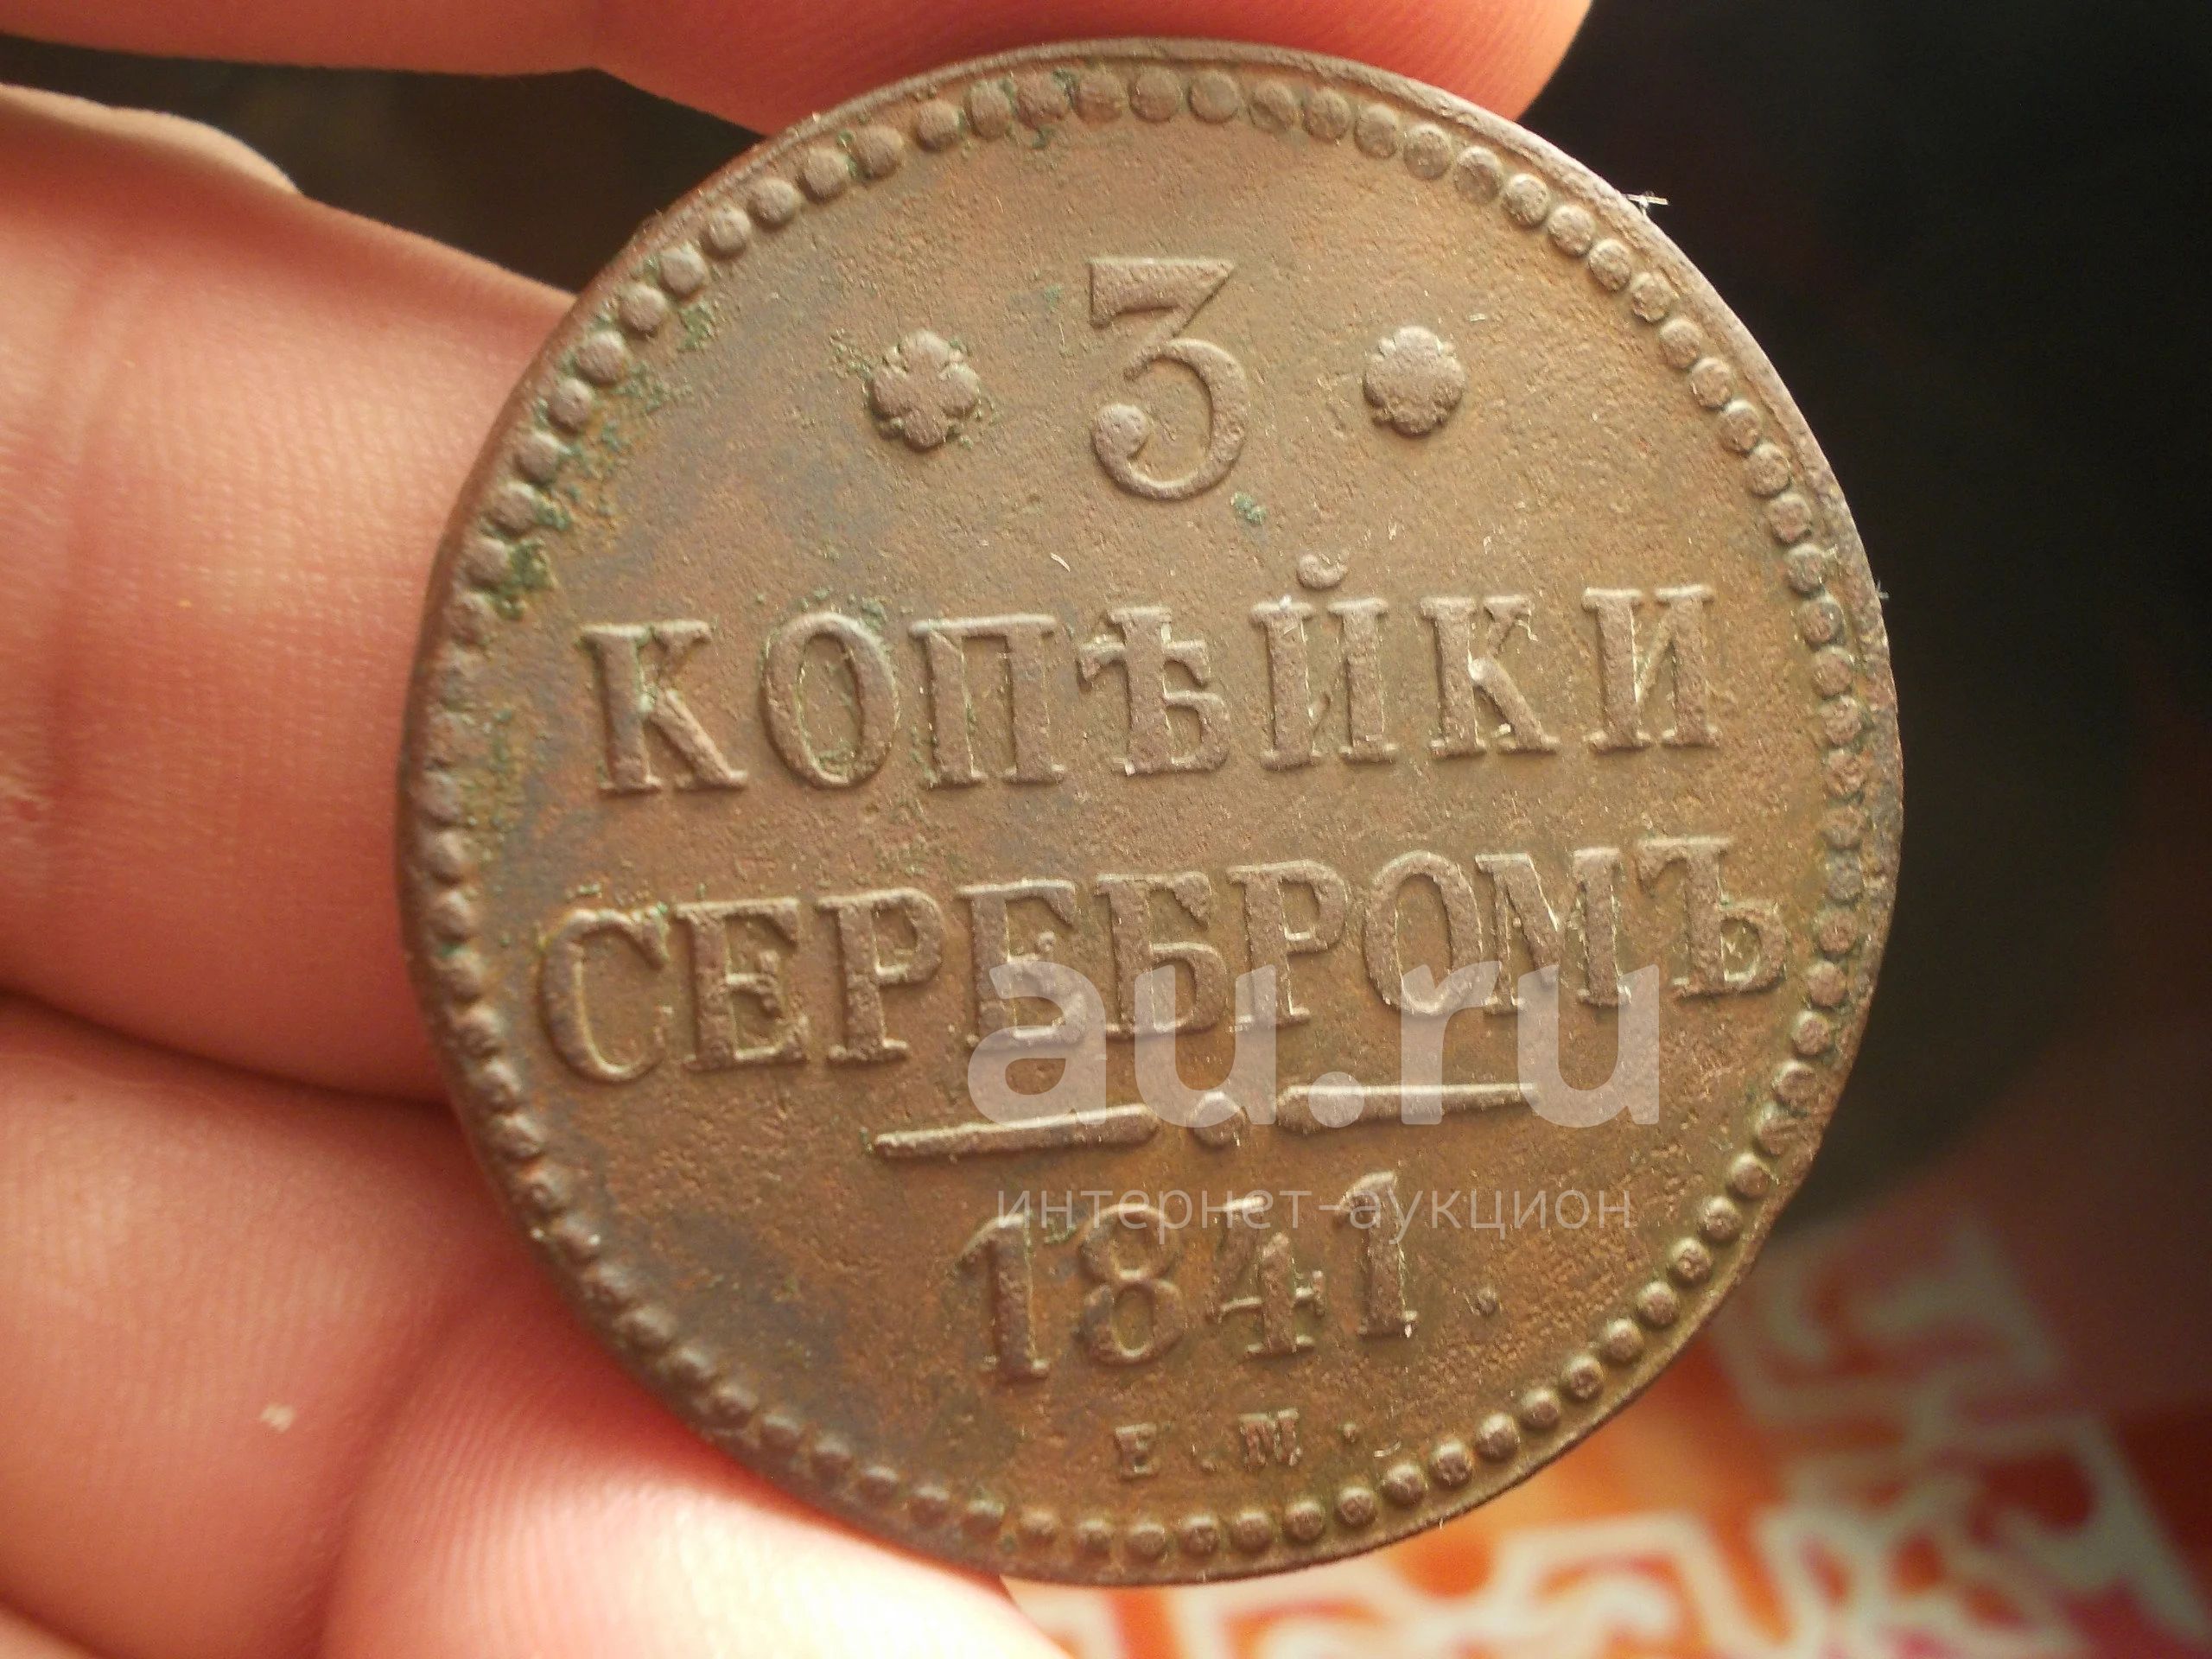 3
КОПѢЙКИ
СЕРЕБРОМЪ
au.ru
интернет-аукцион
1841.
Е.М.